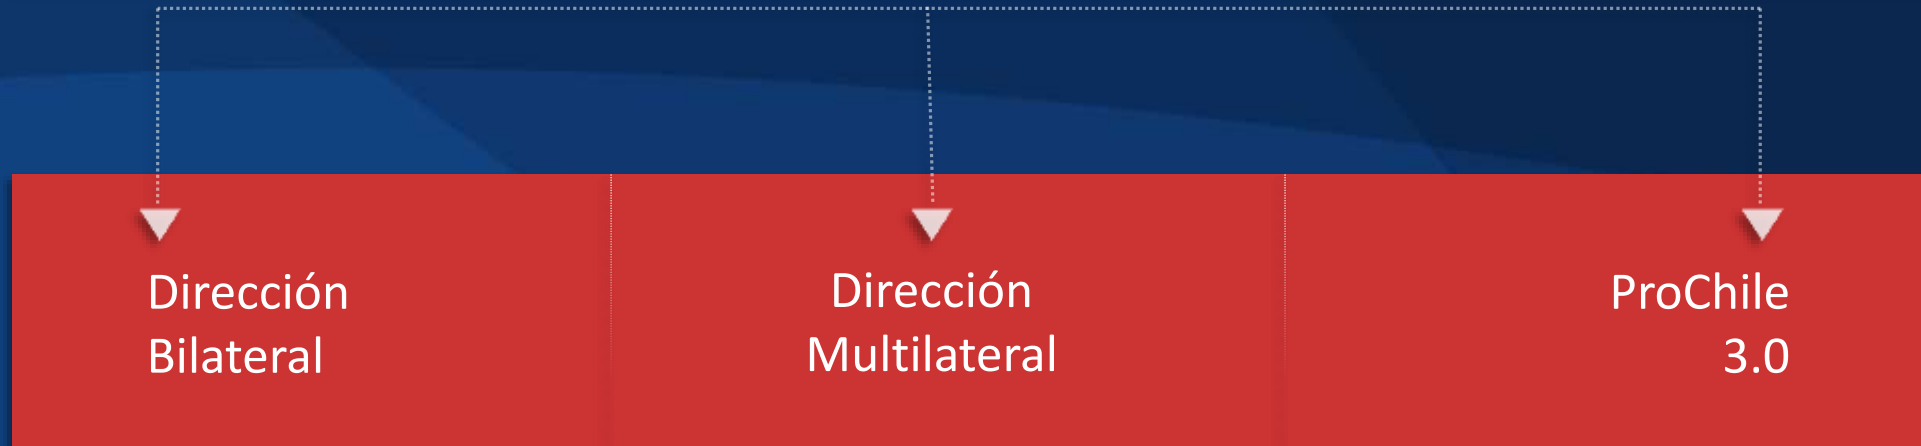 Dirección
Bilateral
Dirección
Multilateral
ProChile
3.0